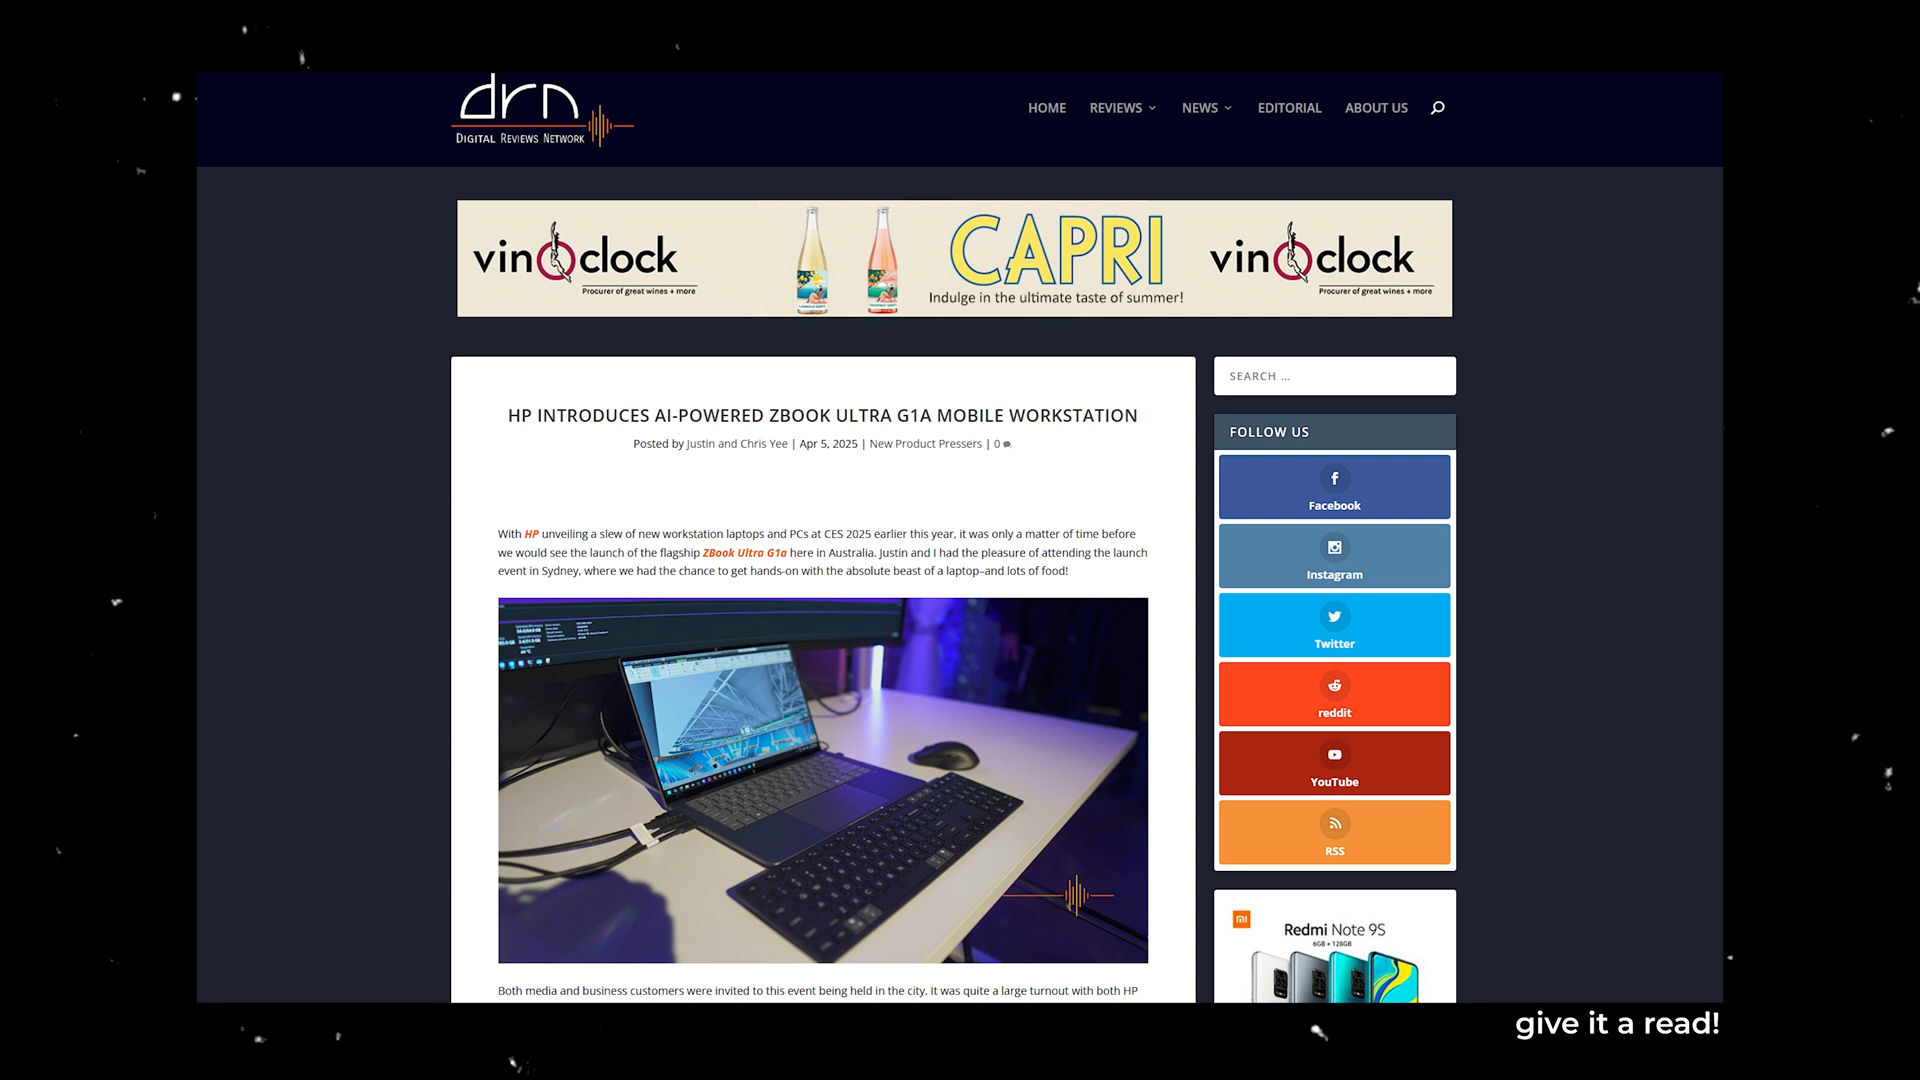 drn
DIGITAL REVIEWS NETWORK
HOME REVIEWS NEWS EDITORIAL ABOUT US
vinOclock
Procurer of great wines + more
CAPRI
Indulge in the ultimate taste of summer!
vinOclock
Procurer of great wines + more
HP INTRODUCES AI-POWERED ZBOOK ULTRA G1A MOBILE WORKSTATION
Posted by Justin and Chris Yee | Apr 5, 2025 | New Product Pressers | 0
With HP unveiling a slew of new workstation laptops and PCs at CES 2025 earlier this year, it was only a matter of time before
we would see the launch of the flagship ZBook Ultra G1a here in Australia. Justin and I had the pleasure of attending the launch
event in Sydney, where we had the chance to get hands-on with the absolute beast of a laptop–and lots of food!
Both media and business customers were invited to this event being held in the city. It was quite a large turnout with both HP
SEARCH ...
FOLLOW US
Facebook
Instagram
Twitter
reddit
YouTube
RSS
mi
Redmi Note 9S
6GB + 128GB
give it a read!